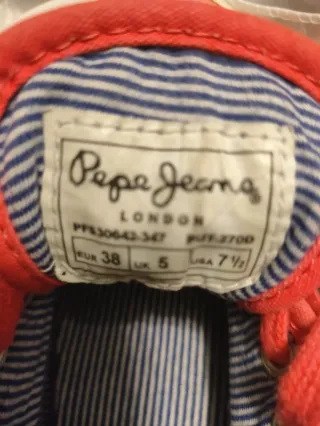 Pepe Jeans®
LONDON
PFS30642-347
EUR 38 UK 5 USA 7 ½